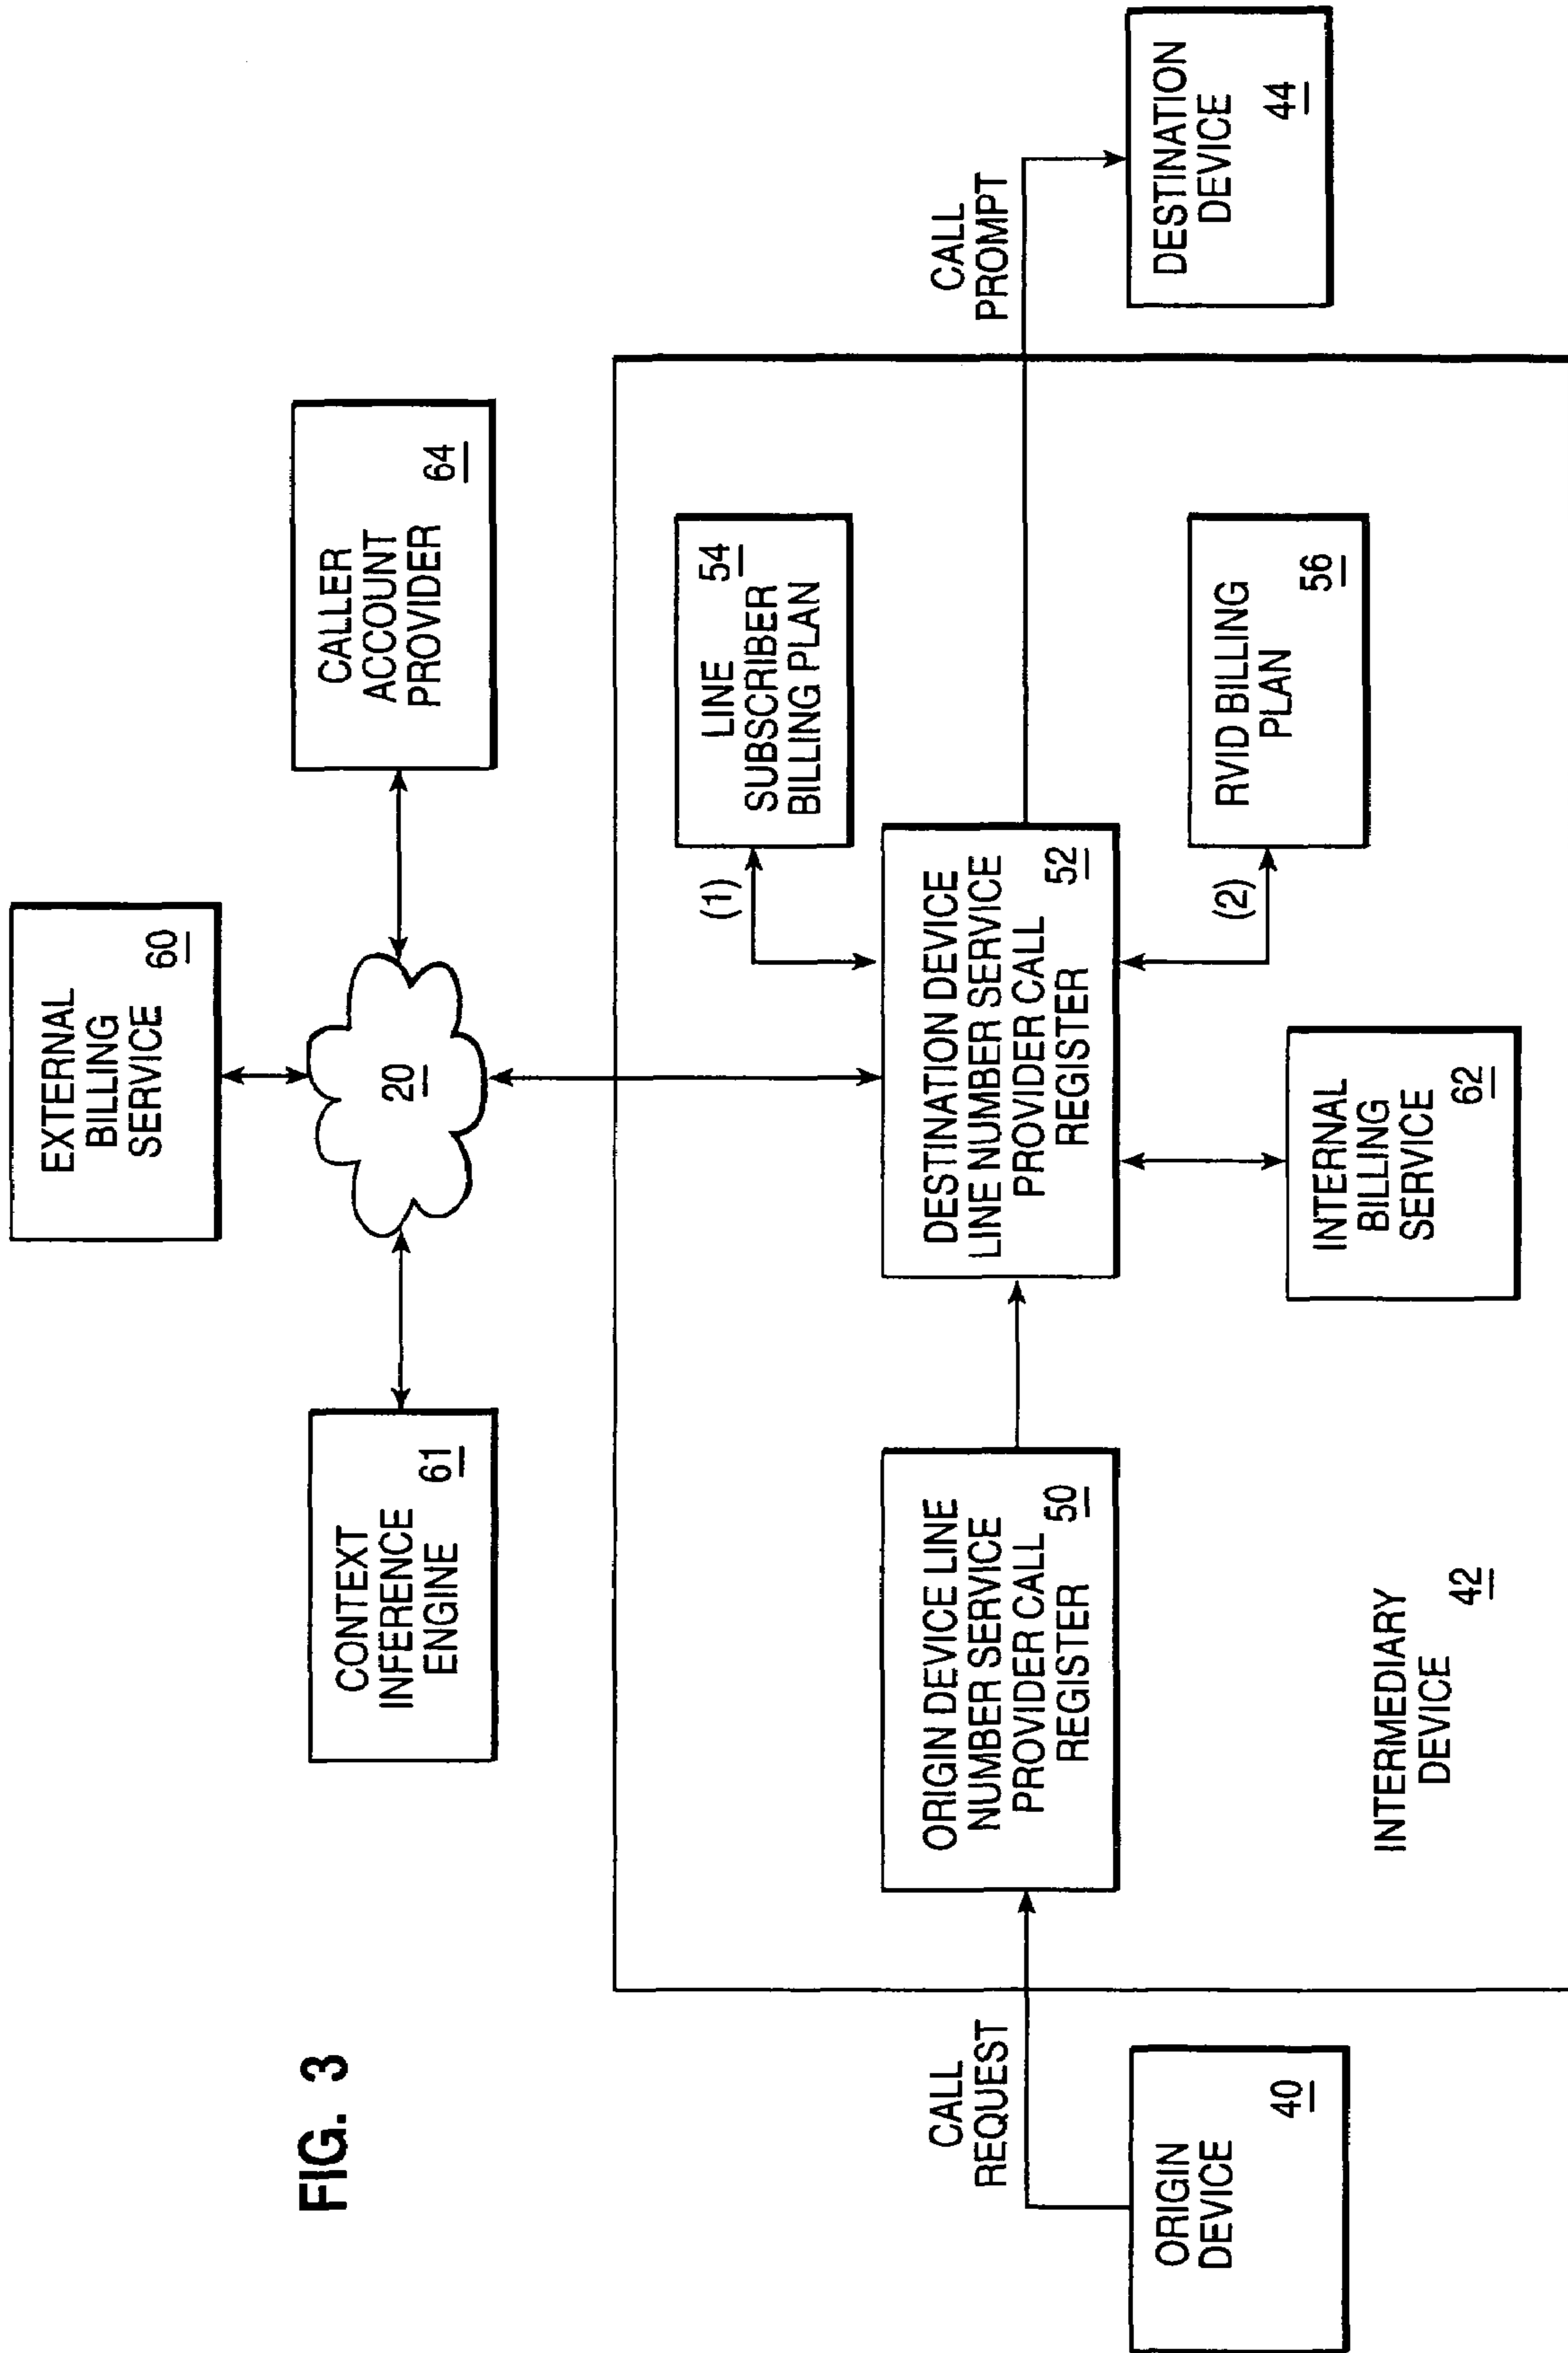 FIG. 3
EXTERNAL
BILLING
SERVICE 60
CONTEXT
INFERENCE
ENGINE 61
20
CALLER
ACCOUNT
PROVIDER 64
LINE 54
SUBSCRIBER
BILLING PLAN
(1)
CALL
REQUEST
ORIGIN DEVICE LINE
NUMBER SERVICE
PROVIDER CALL
REGISTER 50
DESTINATION DEVICE
LINE NUMBER SERVICE
PROVIDER CALL
REGISTER 52
CALL
PROMPT
ORIGIN
DEVICE
40
(2)
RVID BILLING
PLAN
56
DESTINATION
DEVICE
44
INTERNAL
BILLING
SERVICE 62
INTERMEDIARY
DEVICE 42